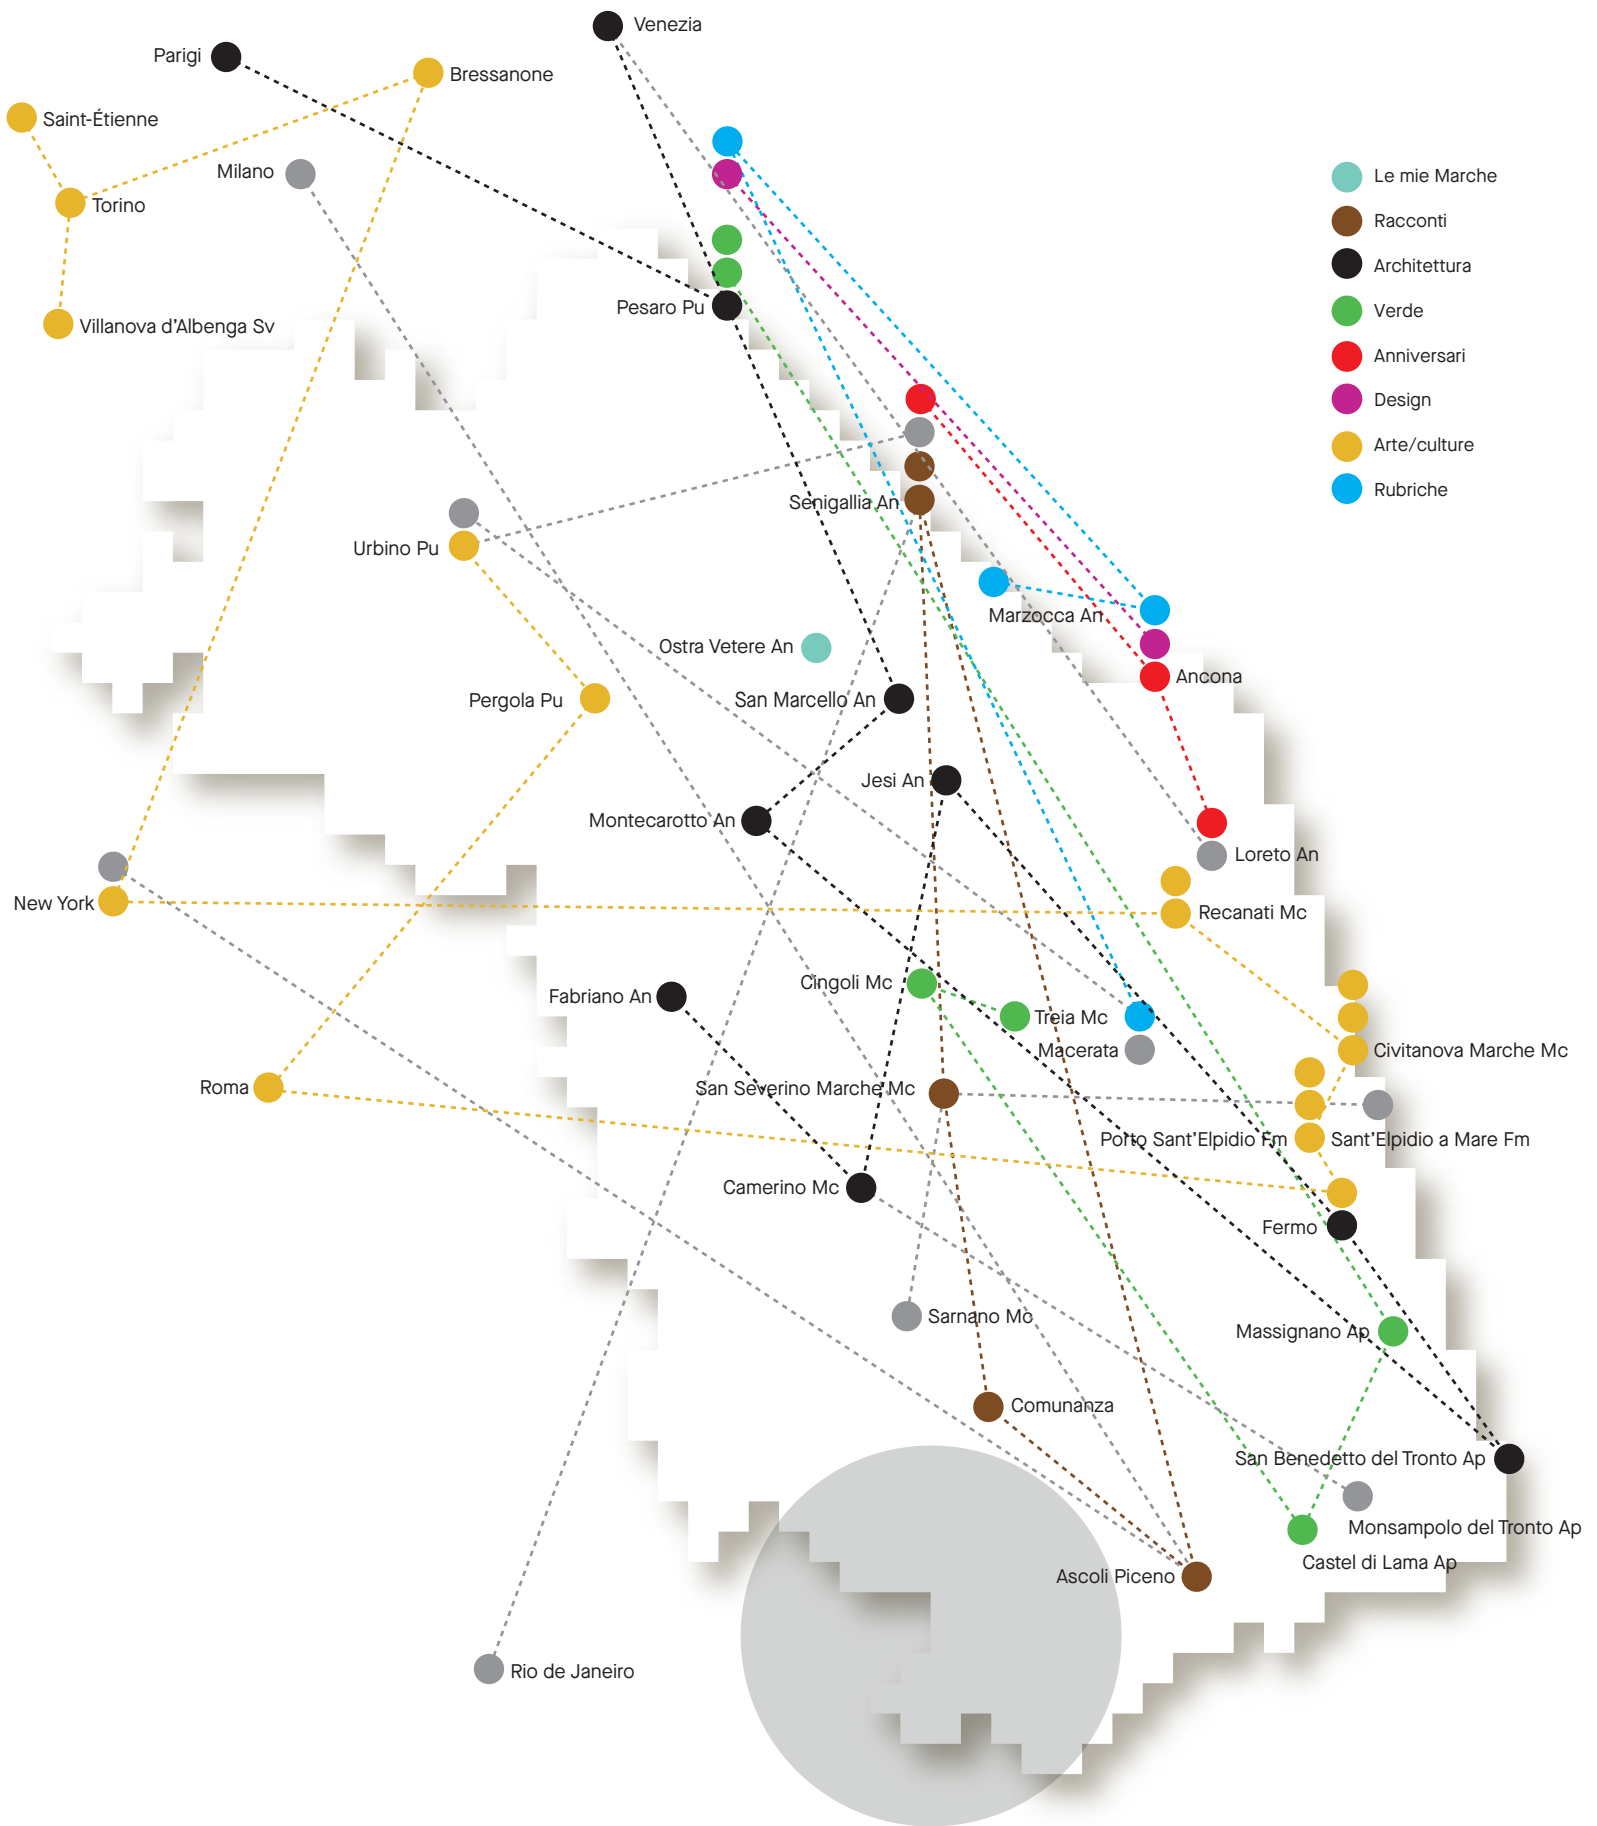 Venezia
Parigi
Bressanone
Saint-Étienne
Milano
Torino
Villanova d'Albenga Sv
Pesaro Pu
Le mie Marche
Racconti
Architettura
Verde
Anniversari
Design
Arte/culture
Rubriche
Senigallia An
Urbino Pu
Marzocca An
Ostra Vetere An
Ancona
Pergola Pu
San Marcello An
Jesi An
Montecarotto An
Loreto An
New York
Recanati Mc
Cingoli Mc
Fabriano An
Treia Mc
Macerata
Civitanova Marche Mc
Roma
San Severino Marche Mc
Porto Sant'Elpidio Fm
Sant'Elpidio a Mare Fm
Camerino Mc
Fermo
Sarnano Mc
Massignano Ap
Comunanza
San Benedetto del Tronto Ap
Monsampolo del Tronto Ap
Castel di Lama Ap
Ascoli Piceno
Rio de Janeiro